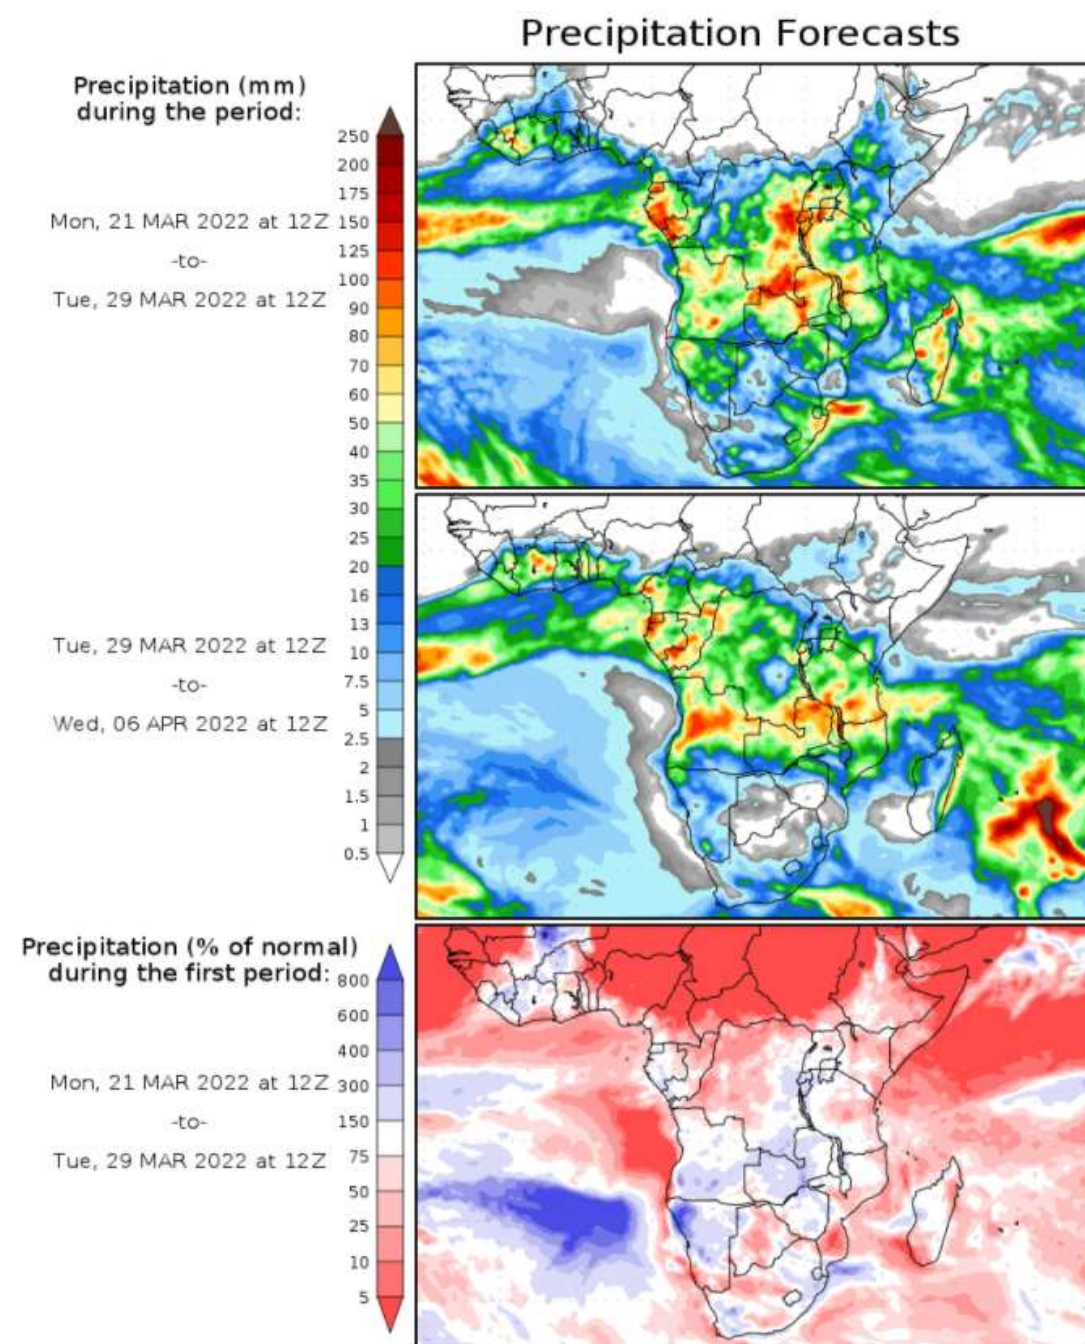 Precipitation Forecasts
Precipitation (mm)
during the period:
Mon, 21 MAR 2022 at 12Z
-to-
Tue, 29 MAR 2022 at 12Z
250
200
175
150
125
100
90
80
70
60
50
40
35
30
25
20
16
13
10
7.5
5
2.5
2
1.5
1
0.5
Tue, 29 MAR 2022 at 12Z
-to-
Wed, 06 APR 2022 at 12Z
Precipitation (% of normal)
during the first period:
Mon, 21 MAR 2022 at 12Z
-to-
Tue, 29 MAR 2022 at 12Z
800
600
400
300
150
75
50
25
10
5